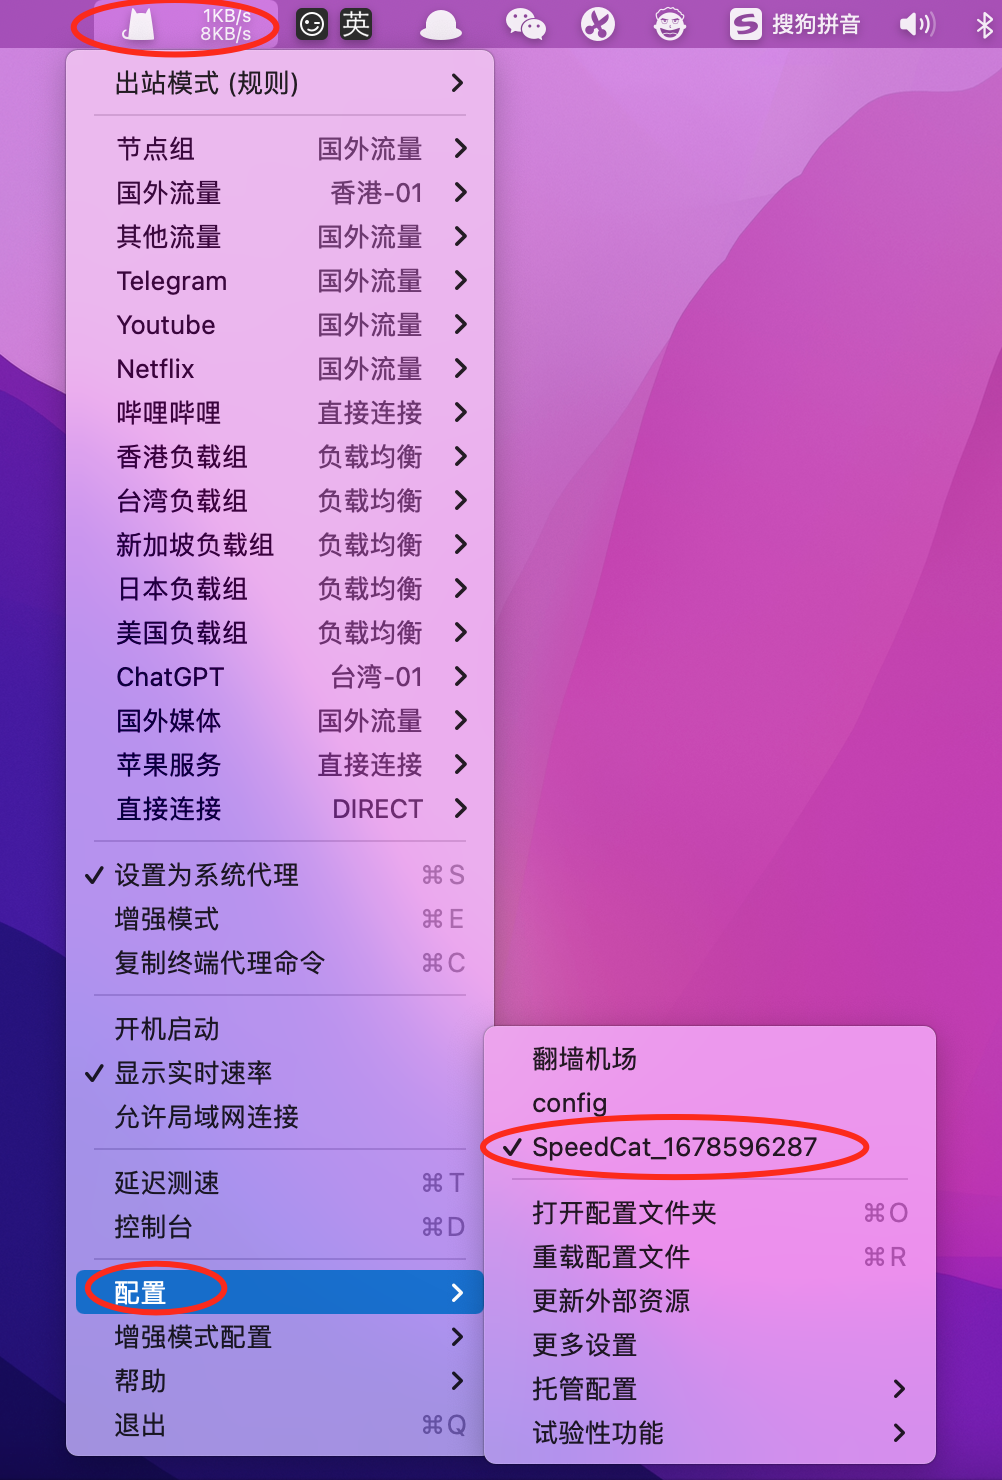 1KB/s
8KB/s
英
S 搜狗拼音
出站模式 (规则)
节点组 国外流量
国外流量 香港-01
其他流量 国外流量
Telegram 国外流量
Youtube 国外流量
Netflix 国外流量
哔哩哔哩 直接连接
香港负载组 负载均衡
台湾负载组 负载均衡
新加坡负载组 负载均衡
日本负载组 负载均衡
美国负载组 负载均衡
ChatGPT 台湾-01
国外媒体 国外流量
苹果服务 直接连接
直接连接 DIRECT
✓ 设置为系统代理 ⌘S
增强模式 ⌘E
复制终端代理命令 ⌘C
开机启动
✓ 显示实时速率
允许局域网连接
延迟测速 ⌘T
控制台 ⌘D
配置
增强模式配置
帮助
退出 ⌘Q
翻墙机场
config
✓ SpeedCat_1678596287
打开配置文件夹 ⌘O
重载配置文件 ⌘R
更新外部资源
更多设置
托管配置
试验性功能